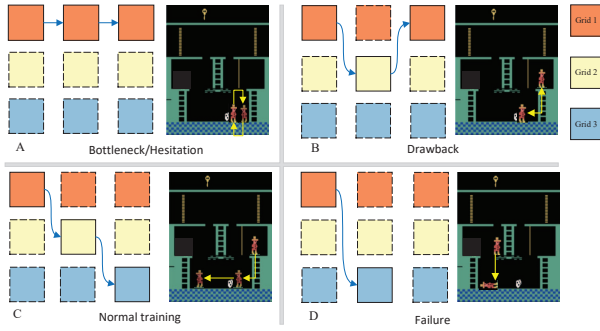 Grid 1
Grid 2
Grid 3
A
Bottleneck/Hesitation
B
Drawback
C
Normal training
D
Failure